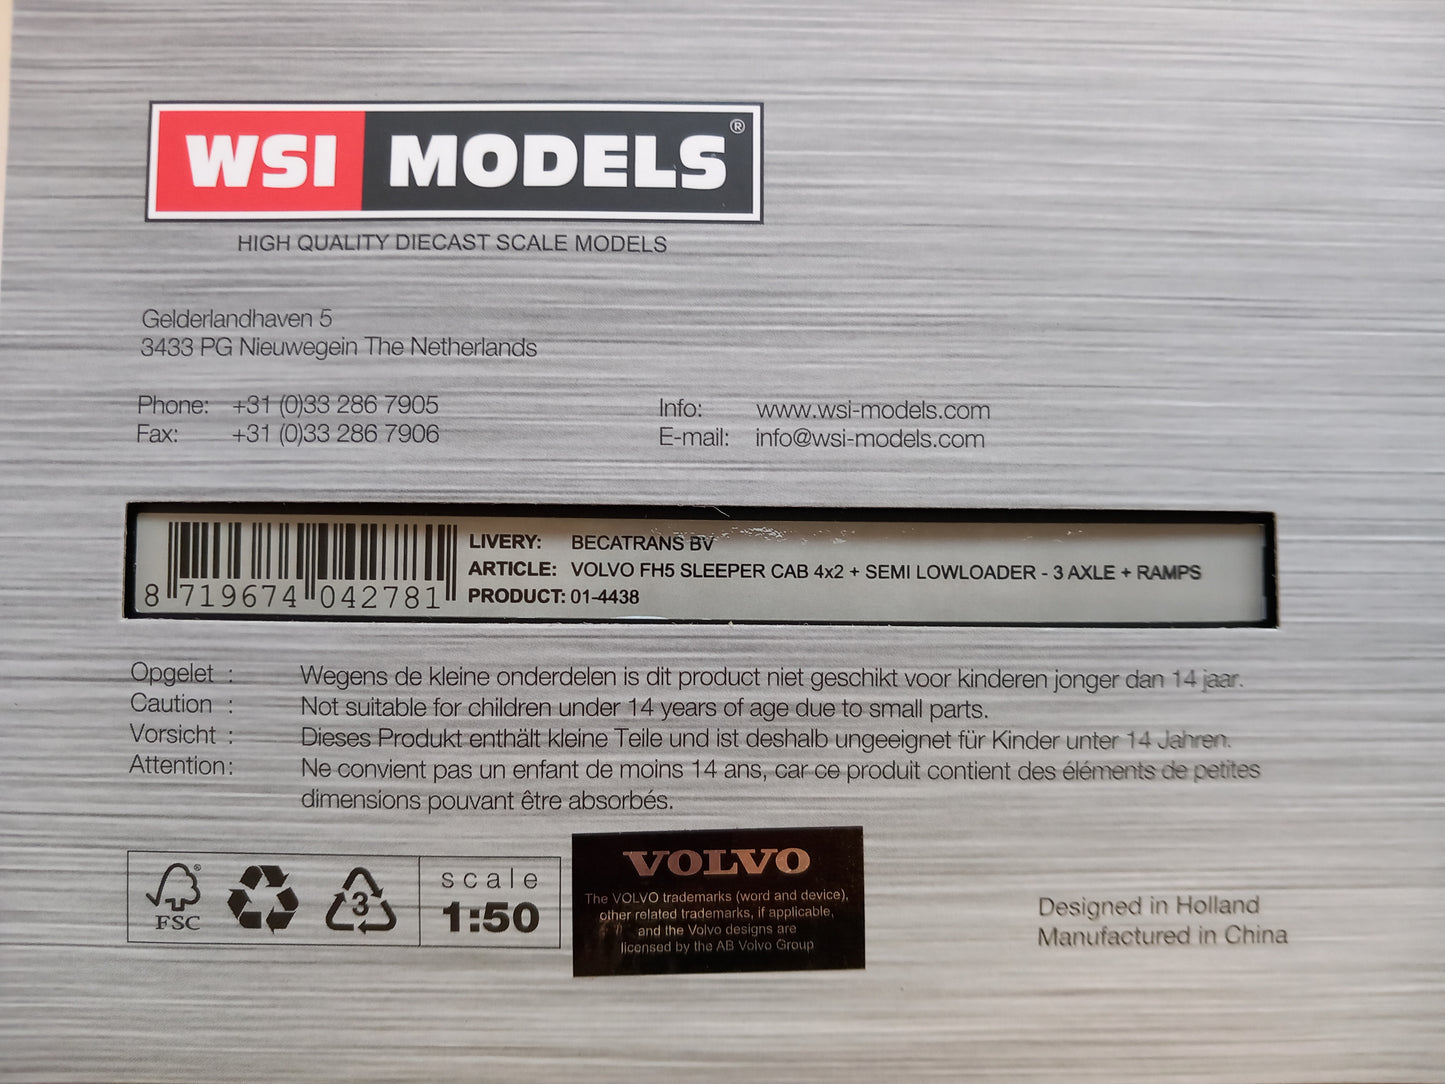 WSI MODELS®
HIGH QUALITY DIECAST SCALE MODELS
Gelderlandhaven 5
3433 PG Nieuwegein The Netherlands
Phone: +31 (0)33 286 7905
Fax: +31 (0)33 286 7906
Info: www.wsi-models.com
E-mail: info@wsi-models.com
8 719674 042781
LIVERY: BECATRANS BV
ARTICLE: VOLVO FH5 SLEEPER CAB 4x2 + SEMI LOWLOADER - 3 AXLE + RAMPS
PRODUCT: 01-4438
Opgelet : Wegens de kleine onderdelen is dit product niet geschikt voor kinderen jonger dan 14 jaar.
Caution : Not suitable for children under 14 years of age due to small parts.
Vorsicht : Dieses Produkt enthält kleine Teile und ist deshalb ungeeignet für Kinder unter 14 Jahren.
Attention: Ne convient pas un enfant de moins 14 ans, car ce produit contient des éléments de petites
dimensions pouvant être absorbés.
®
FSC
3
scale
1:50
VOLVO
The VOLVO trademarks (word and device),
other related trademarks, if applicable,
and the Volvo designs are
licensed by the AB Volvo Group
Designed in Holland
Manufactured in China